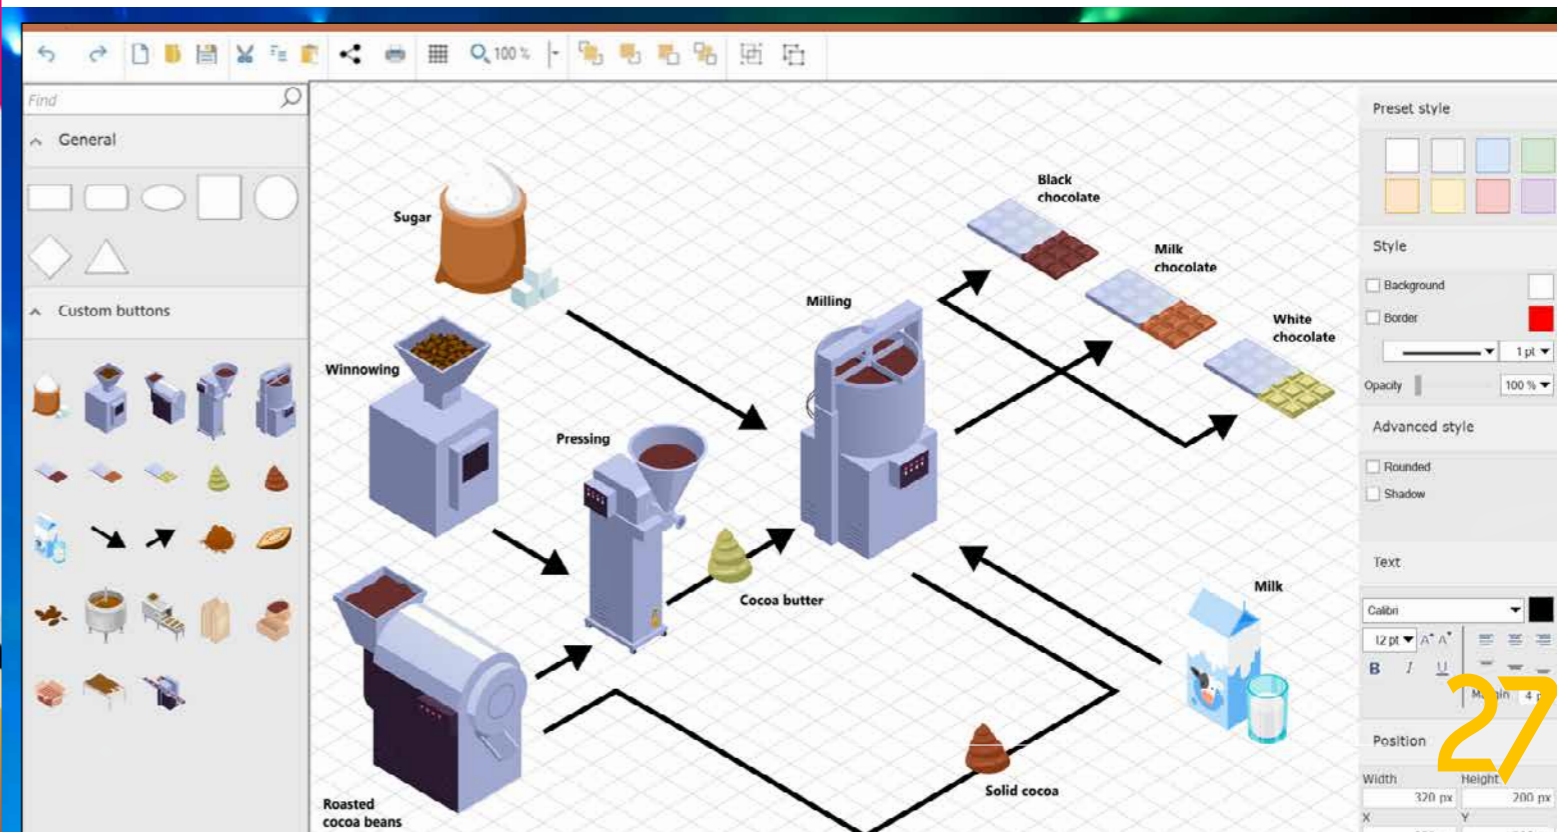 100 %
Find
General
Custom buttons
Sugar
Winnowing
Pressing
Milling
Black
chocolate
Milk
chocolate
White
chocolate
Cocoa butter
Milk
Solid cocoa
Roasted
cocoa beans
Preset style
Style
Background
Border
1 pt
Opacity
100 %
Advanced style
Rounded
Shadow
Text
Calibri
12 pt A A
B I U
4
27
Position
Width Height
320 px 200 px
X Y